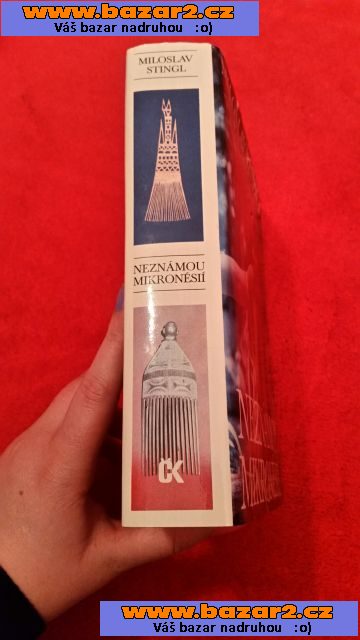 www.bazar2.cz
Váš bazar nadruhou :o)
MILOSLAV
STINGL
NEZNÁMOU
MIKRONÉSIÍ
ČK
www.bazar2.cz
Váš bazar nadruhou :o)